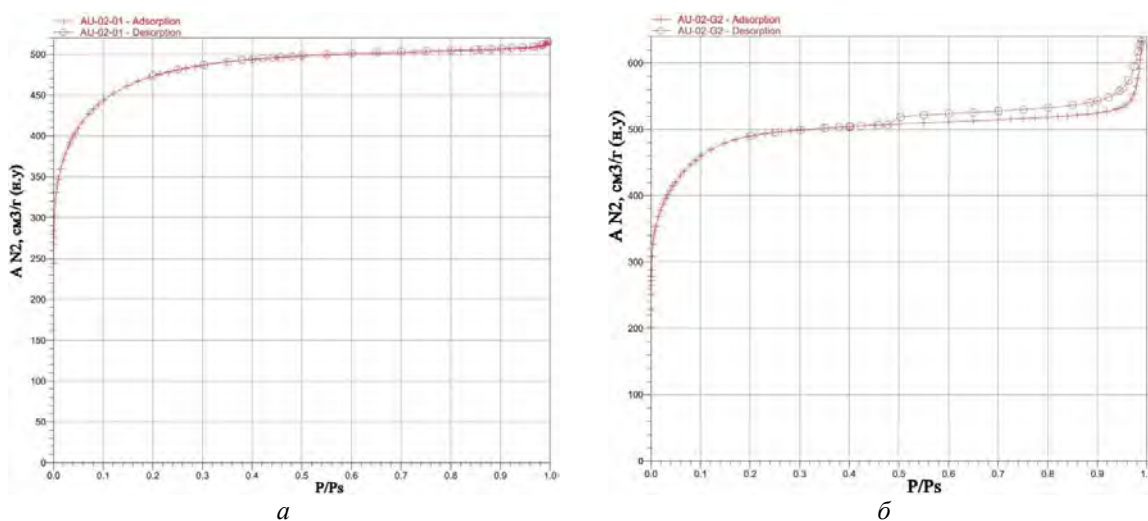 AU-02-01 - Adsorption
AU-02-01 - Desorption
500
450
400
350
300
250
200
150
100
50
0
A N2, см3/г (н.у)
0.0 0.1 0.2 0.3 0.4 0.5 0.6 0.7 0.8 0.9 1.0
P/Ps
а
AU-02-G2 - Adsorption
AU-02-G2 - Desorption
600
500
400
300
200
100
0
A N2, см3/г (н.у)
0.0 0.1 0.2 0.3 0.4 0.5 0.6 0.7 0.8 0.9 1.
P/Ps
б